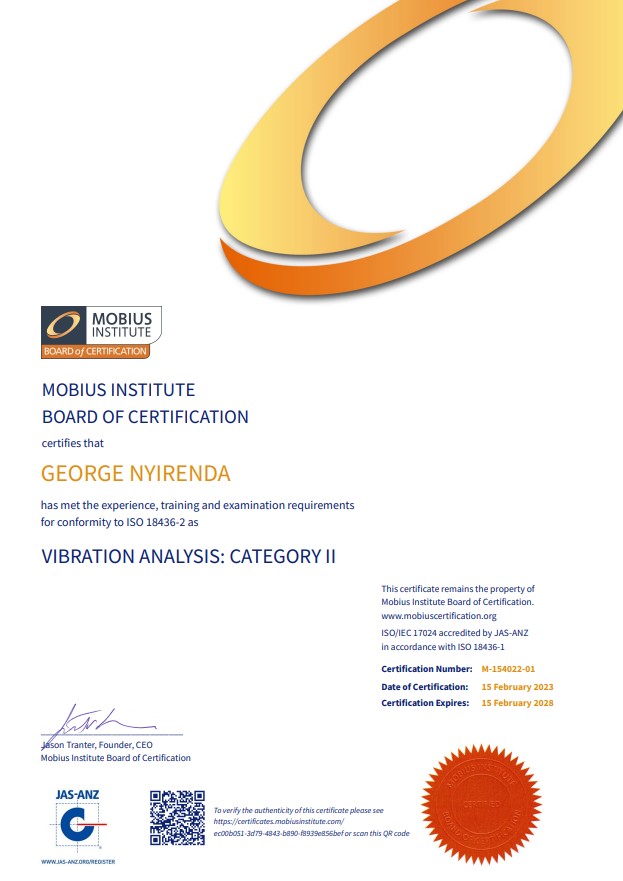 MOBIUS
INSTITUTE
BOARD of CERTIFICATION
MOBIUS INSTITUTE
BOARD OF CERTIFICATION
certifies that
GEORGE NYIRENDA
has met the experience, training and examination requirements
for conformity to ISO 18436-2 as
VIBRATION ANALYSIS: CATEGORY II
This certificate remains the property of
Mobius Institute Board of Certification.
www.mobiuscertification.org
ISO/IEC 17024 accredited by JAS-ANZ
in accordance with ISO 18436-1
Certification Number: M-154022-01
Date of Certification: 15 February 2023
Certification Expires: 15 February 2028
Jason Tranter, Founder, CEO
Mobius Institute Board of Certification
JAS-ANZ
WWW.JAS-ANZ.ORG/REGISTER
To verify the authenticity of this certificate please see
https://certificates.mobiusinstitute.com/
ec00b051-3d79-4843-b890-f8939e856bef or scan this QR code
MOBIUS INSTITUTE
CERTIFIED